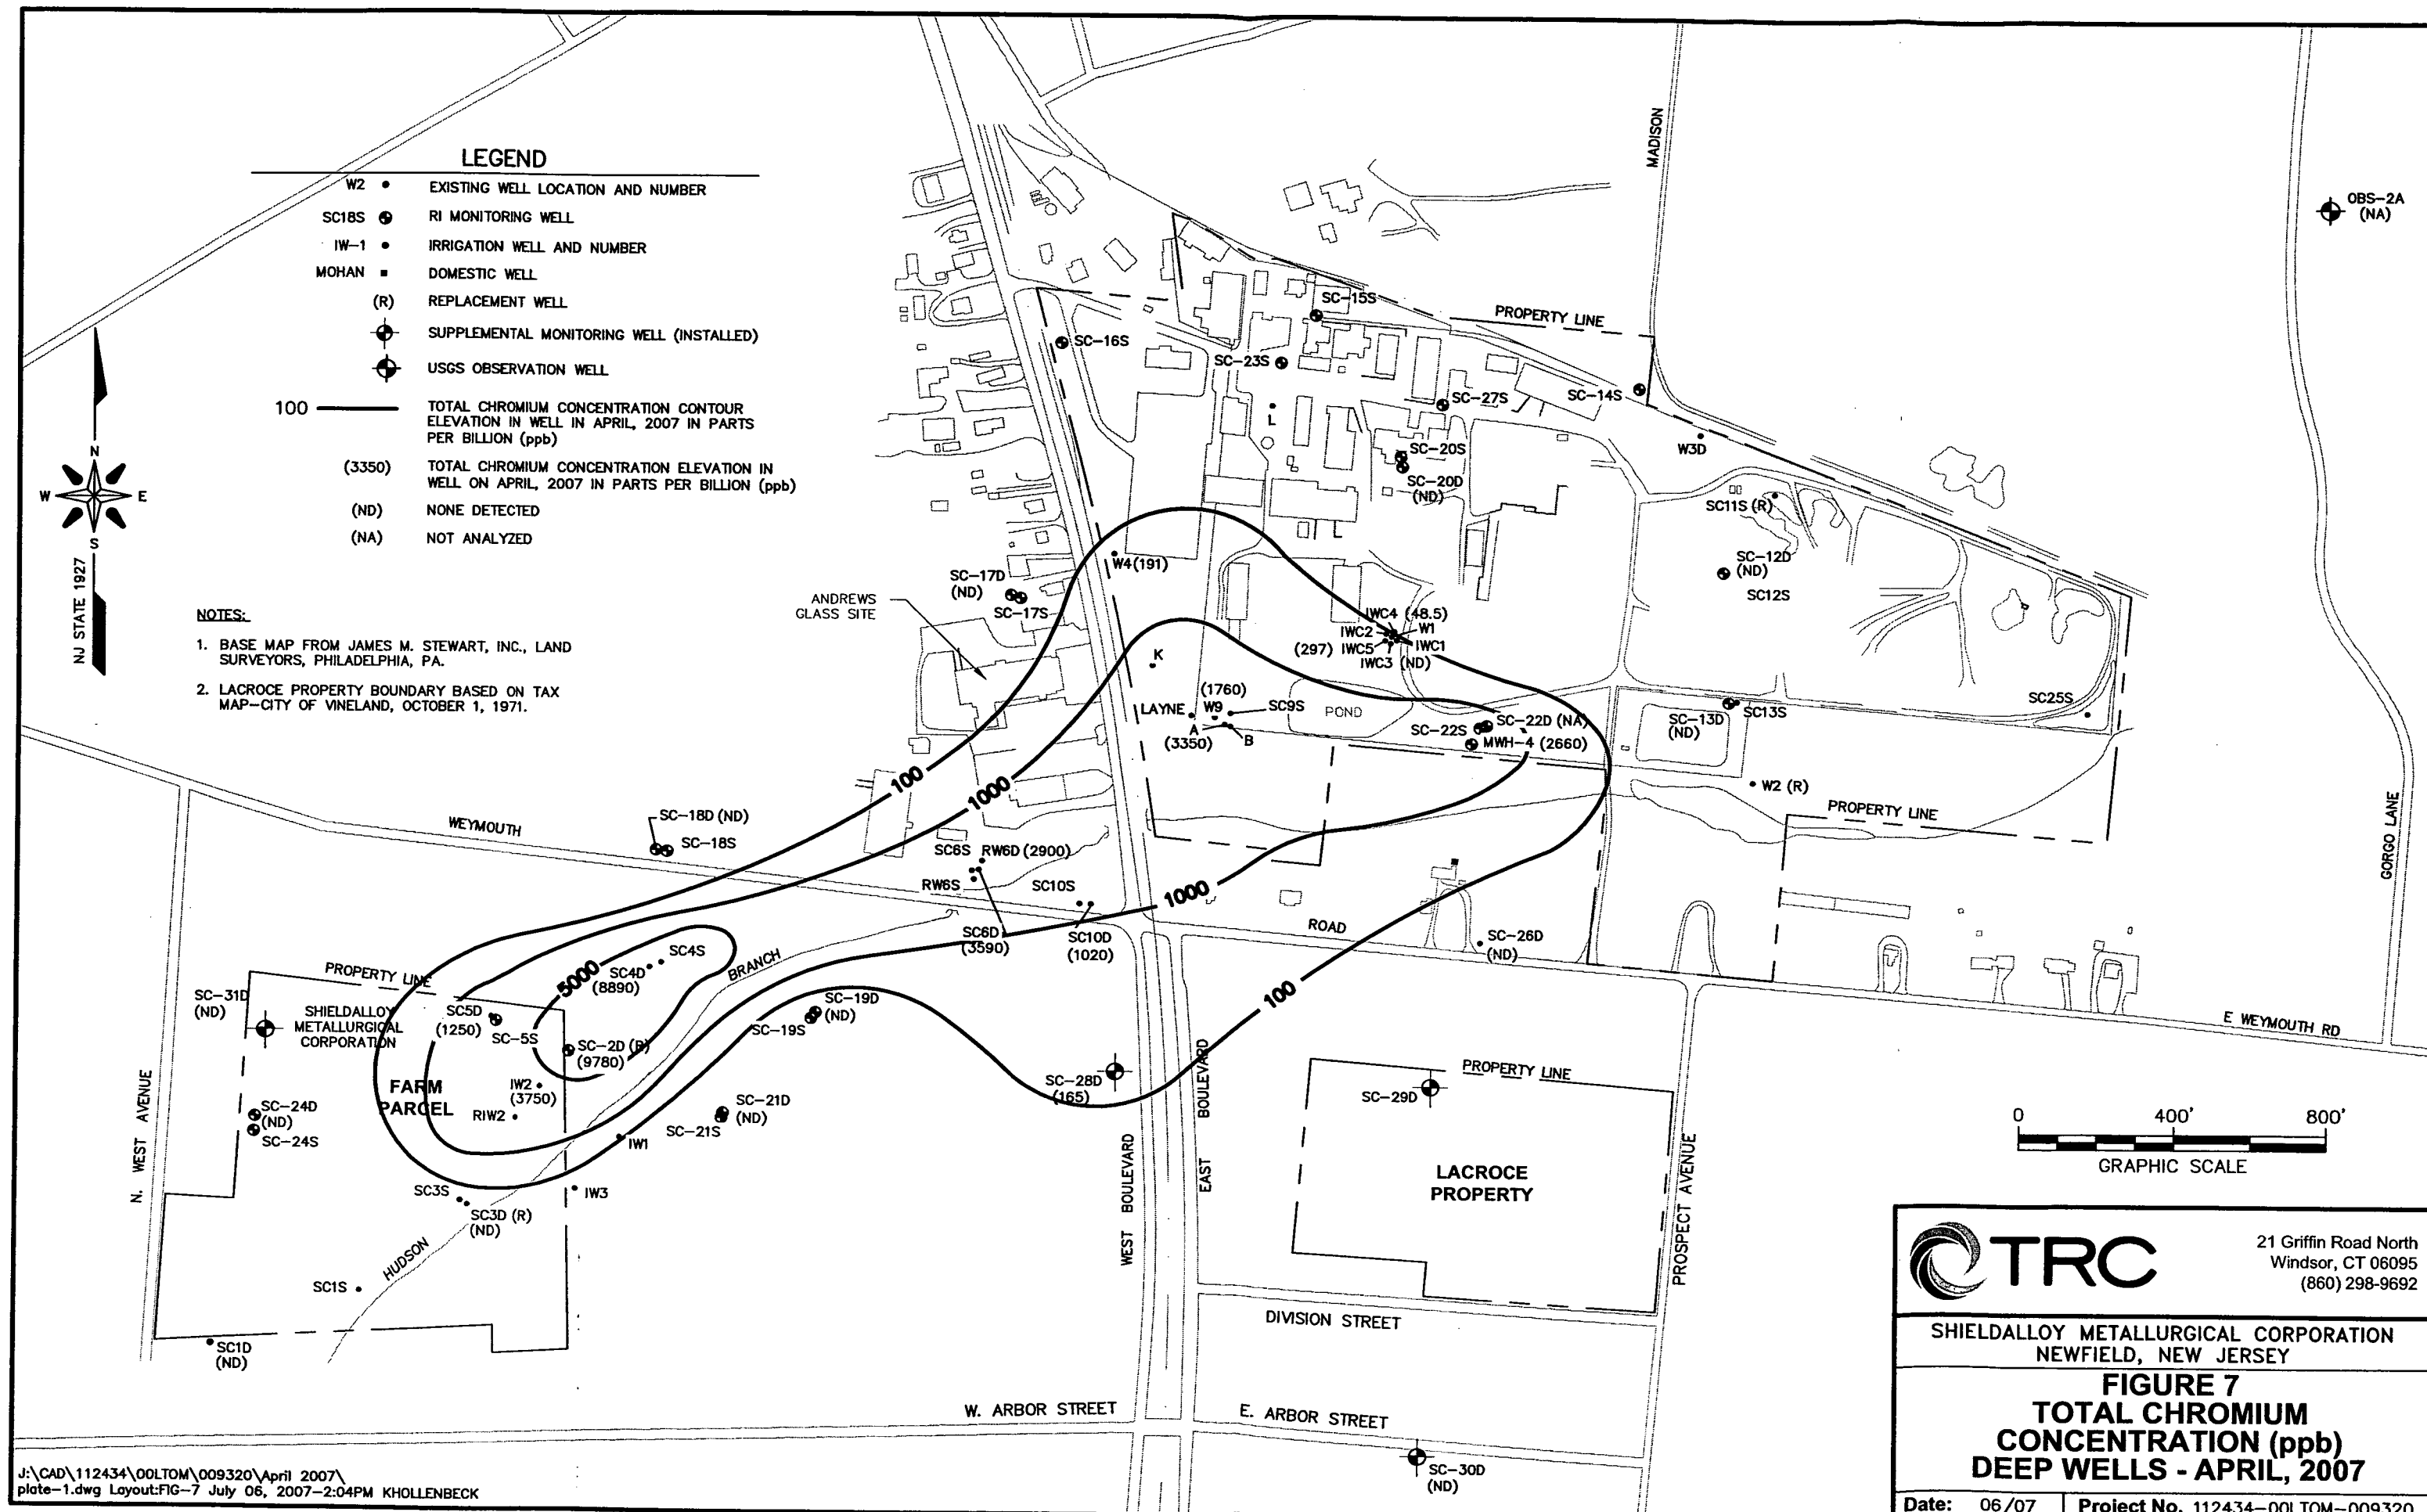 LEGEND
W2 EXISTING WELL LOCATION AND NUMBER
SC18S RI MONITORING WELL
IW-1 IRRIGATION WELL AND NUMBER
MOHAN DOMESTIC WELL
(R) REPLACEMENT WELL
SUPPLEMENTAL MONITORING WELL (INSTALLED)
USGS OBSERVATION WELL
100 TOTAL CHROMIUM CONCENTRATION CONTOUR
ELEVATION IN WELL IN APRIL, 2007 IN PARTS
PER BILLION (ppb)
(3350) TOTAL CHROMIUM CONCENTRATION ELEVATION IN
WELL ON APRIL, 2007 IN PARTS PER BILLION (ppb)
(ND) NONE DETECTED
(NA) NOT ANALYZED
N
W
E
S
NJ STATE 1927
NOTES:
1. BASE MAP FROM JAMES M. STEWART, INC., LAND
SURVEYORS, PHILADELPHIA, PA.
2. LACROCE PROPERTY BOUNDARY BASED ON TAX
MAP-CITY OF VINELAND, OCTOBER 1, 1971.
MADISON
OBS-2A
(NA)
SC-15S
PROPERTY LINE
SC-16S
SC-23S
SC-27S
SC-14S
L
W3D
SC-20S
SC-20D
(ND)
SC11S (R)
L
W4(191)
SC-12D
(ND)
SC12S
SC-17D
(ND)
SC-17S
ANDREWS
GLASS SITE
IWC4 (48.5)
IWC2
W1
(297) IWC5
IWC1
IWC3 (ND)
K
(1760)
LAYNE
W9
SC9S
POND
A
(3350)
B
SC-22D (NA)
SC-22S
MWH-4 (2660)
SC-13D
(ND)
SC13S
SC25S
W2 (R)
PROPERTY LINE
GORGO LANE
100
1000
WEYMOUTH
SC-18D (ND)
SC-18S
SC6S
RW6D (2900)
RW6S
SC10S
1000
SC6D
(3590)
SC10D
(1020)
ROAD
SC-26D
(ND)
100
E WEYMOUTH RD
PROPERTY LINE
SC-31D
(ND)
SHIELDALLOY
METALLURGICAL
CORPORATION
SC5D
(1250)
SC-5S
5000
SC4S
SC4D
(8890)
BRANCH
SC-2D (R)
(9780)
SC-19D
(ND)
SC-19S
FARM
PARCEL
IW2
(3750)
RIW2
SC-24D
(ND)
SC-24S
SC-21D
(ND)
SC-21S
SC-28D
(165)
SC-29D
PROPERTY LINE
IW1
IW3
SC3S
SC3D (R)
(ND)
HUDSON
SC1S
SC1D
(ND)
N. WEST AVENUE
WEST BOULEVARD
EAST BOULEVARD
LACROCE
PROPERTY
PROSPECT AVENUE
0 400' 800'
GRAPHIC SCALE
DIVISION STREET
W. ARBOR STREET
E. ARBOR STREET
SC-30D
(ND)
TRC
21 Griffin Road North
Windsor, CT 06095
(860) 298-9692
SHIELDALLOY METALLURGICAL CORPORATION
NEWFIELD, NEW JERSEY
FIGURE 7
TOTAL CHROMIUM
CONCENTRATION (ppb)
DEEP WELLS - APRIL, 2007
Date: 06/07 Project No. 112434-00LTOM-009320
J:\CAD\112434\00LTOM\009320\April 2007\
plate-1.dwg Layout:FIG-7 July 06, 2007-2:04PM KHOLLENBECK